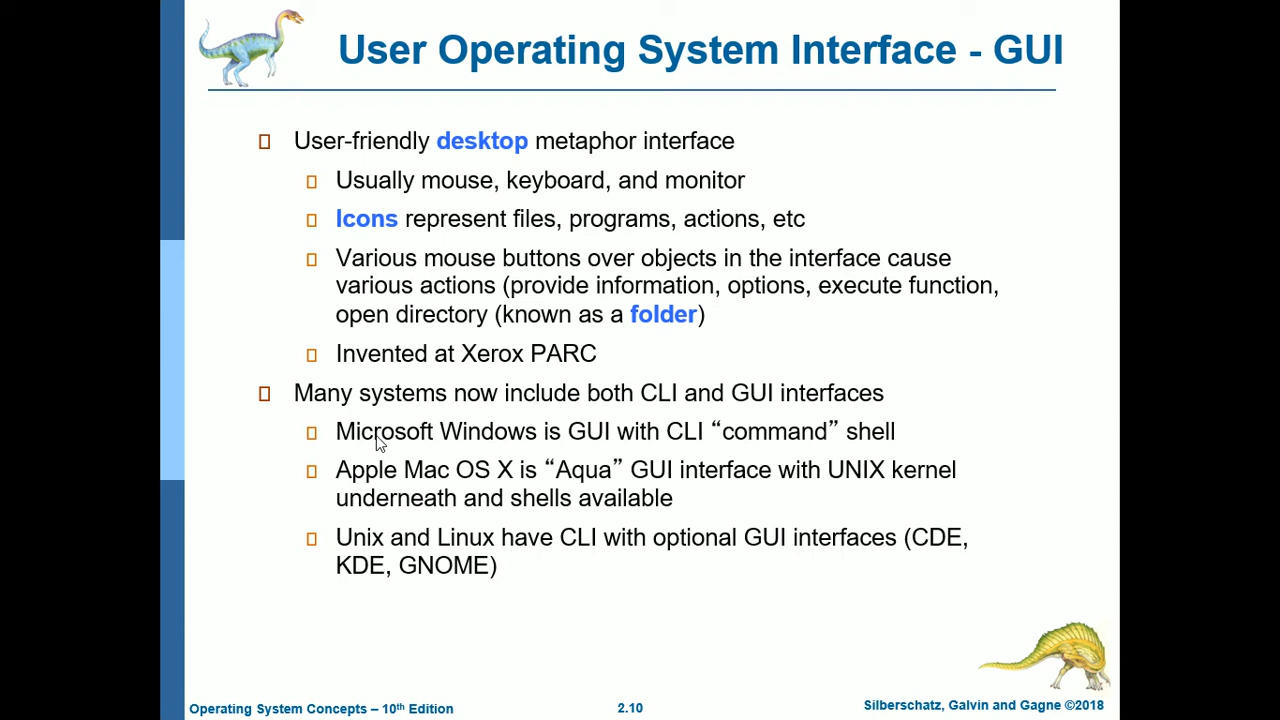 User Operating System Interface - GUI
User-friendly desktop metaphor interface
Usually mouse, keyboard, and monitor
Icons represent files, programs, actions, etc
Various mouse buttons over objects in the interface cause
various actions (provide information, options, execute function,
open directory (known as a folder)
Invented at Xerox PARC
Many systems now include both CLI and GUI interfaces
Microsoft Windows is GUI with CLI “command” shell
Apple Mac OS X is “Aqua” GUI interface with UNIX kernel
underneath and shells available
Unix and Linux have CLI with optional GUI interfaces (CDE,
KDE, GNOME)
Operating System Concepts – 10th Edition
2.10
Silberschatz, Galvin and Gagne ©2018